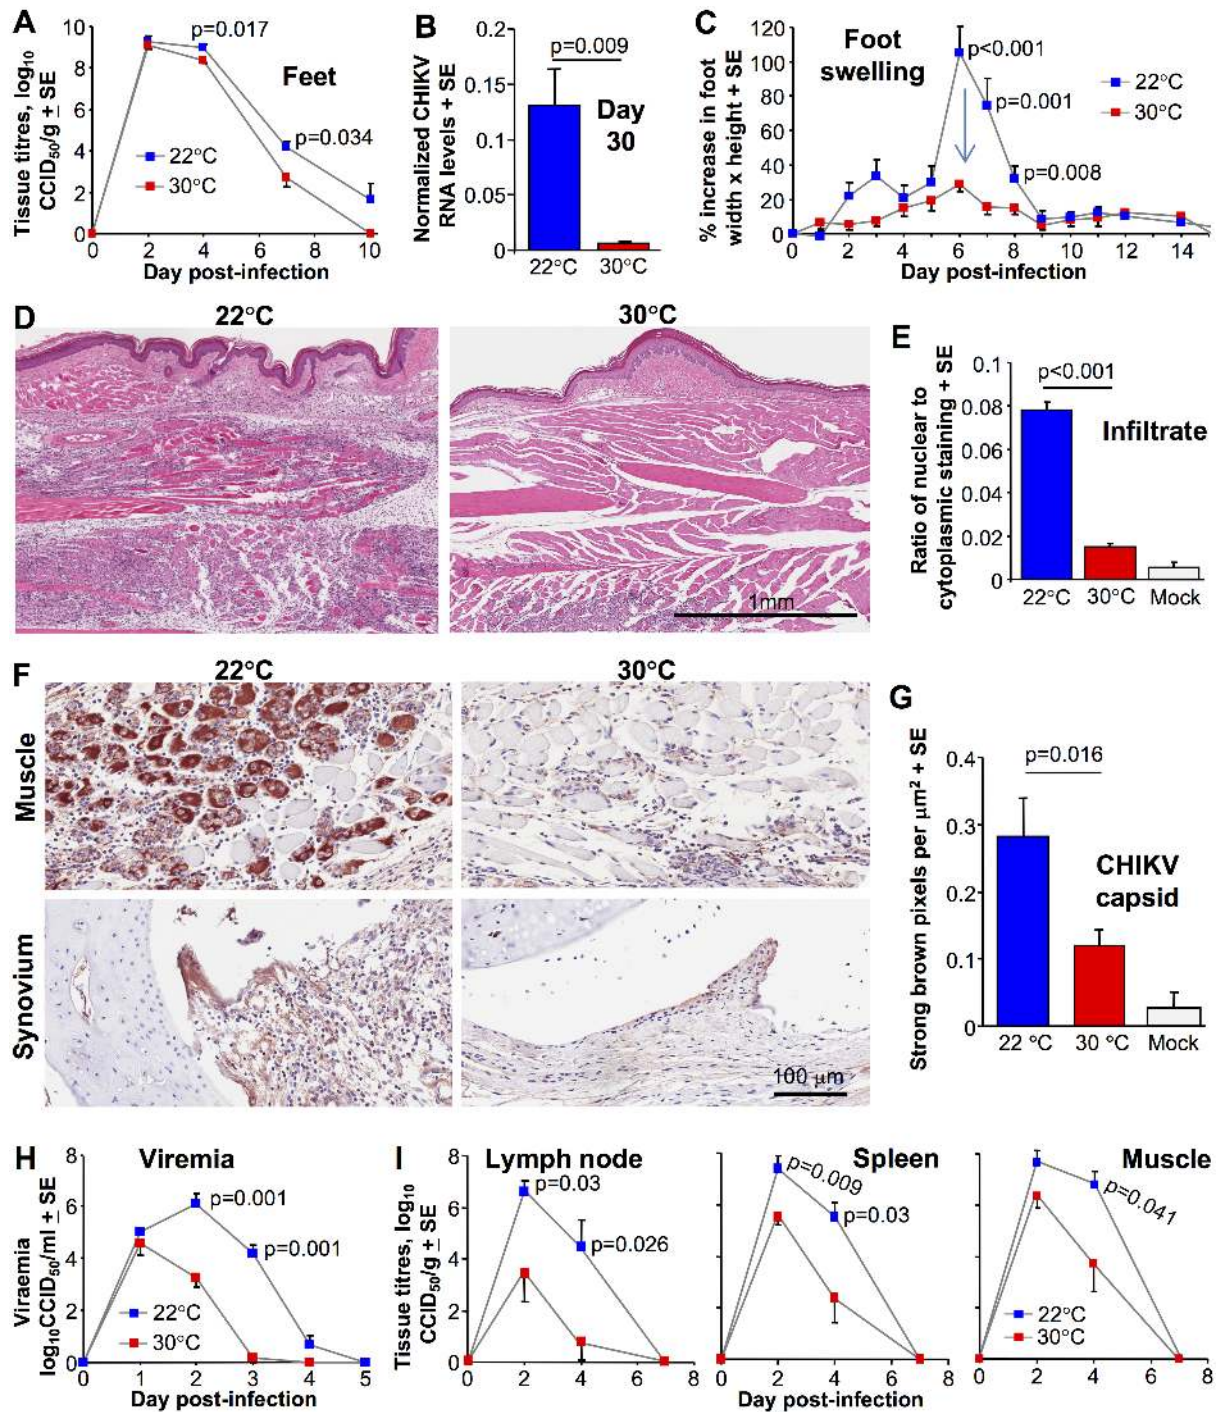 A
Tissue titres, log10
CCID50/g ± SE
10
8
6
4
2
0
p=0.017
Feet
p=0.034
22°C
30°C
0 2 4 6 8 10
Day post-infection
B
Normalized CHIKV
RNA levels + SE
0.2
0.15
0.1
0.05
0
p=0.009
Day
30
22°C 30°C
C
% increase in foot
width x height + SE
120
100
80
60
40
20
0
Foot
swelling
p<0.001
p=0.001
p=0.008
22°C
30°C
0 2 4 6 8 10 12 14
Day post-infection
D
22°C
30°C
1mm
E
Ratio of nuclear to
cytoplasmic staining + SE
0.1
0.08
0.06
0.04
0.02
0
p<0.001
Infiltrate
22°C 30°C Mock
F
22°C
30°C
Muscle
Synovium
100 μm
G
Strong brown pixels per μm² + SE
0.4
0.3
0.2
0.1
0
p=0.016
CHIKV
capsid
22 °C 30 °C Mock
H
Viremia
Viraemia
log10CCID50/ml ± SE
8
6
4
2
0
p=0.001
p=0.001
22°C
30°C
0 1 2 3 4 5
Day post-infection
I
Tissue titres, log10
CCID50/g ± SE
8
6
4
2
0
Lymph node
p=0.03
p=0.026
0 2 4 6 8
Spleen
p=0.009
p=0.03
0 2 4 6 8
Day post-infection
Muscle
p=0.041
22°C
30°C
0 2 4 6 8